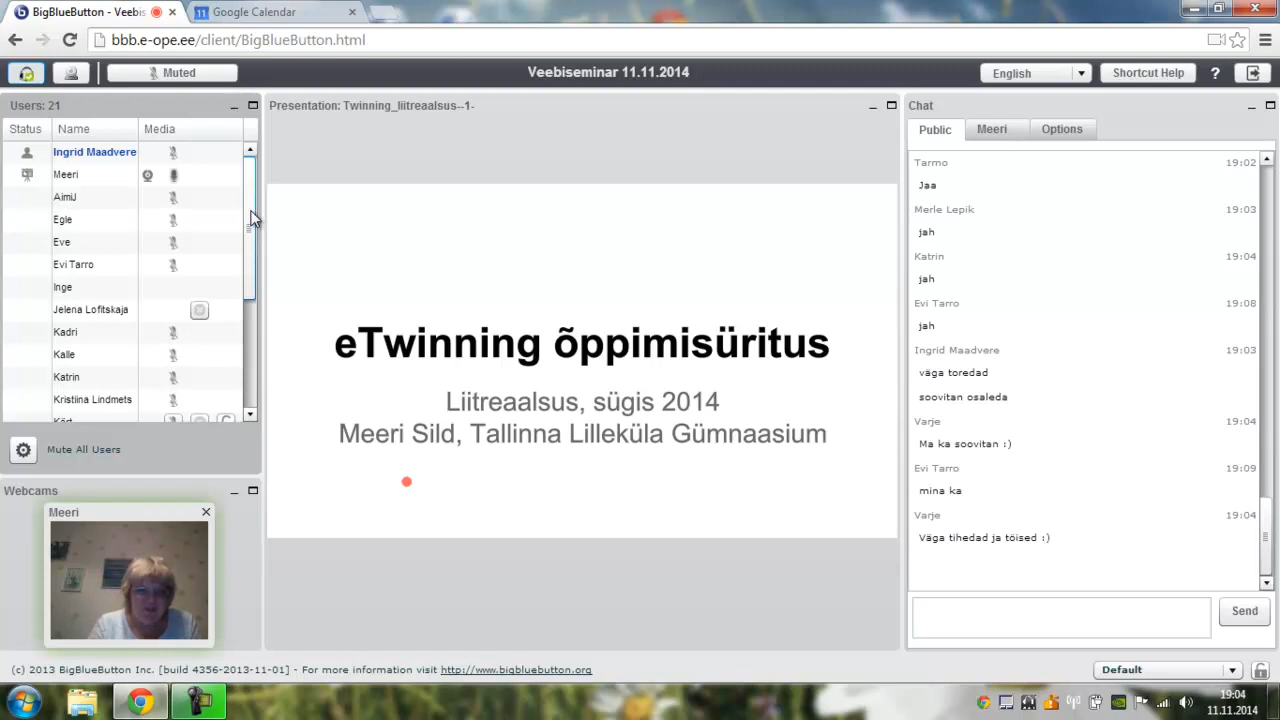 BigBlueButton - Veebis
Google Calendar
bbb.e-ope.ee/client/BigBlueButton.html
Muted
Veebiseminar 11.11.2014
English
Shortcut Help
?
Users: 21
Status Name Media
Ingrid Maadvere
Meeri
AimiJ
Egle
Eve
Evi Tarro
Inge
Jelena Lofitskaja
Kadri
Kalle
Katrin
Kristiina Lindmets
Mute All Users
Webcams
Meeri
Presentation: Twinning_liitreaalsus--1-
eTwinning õppimisüritus
Liitreaalsus, sügis 2014
Meeri Sild, Tallinna Lilleküla Gümnaasium
Chat
Public Meeri Options
Tarmo 19:02
Jaa
Merle Lepik 19:03
jah
Katrin 19:04
jah
Evi Tarro 19:08
jah
Ingrid Maadvere 19:03
väga toredad
soovitan osaleda
Varje 19:04
Ma ka soovitan :)
Evi Tarro 19:09
mina ka
Varje 19:04
Väga tihedad ja töised :)
Send
(c) 2013 BigBlueButton Inc. [build 4356-2013-11-01] - For more information visit http://www.bigbluebutton.org
Default
19:04
11.11.2014